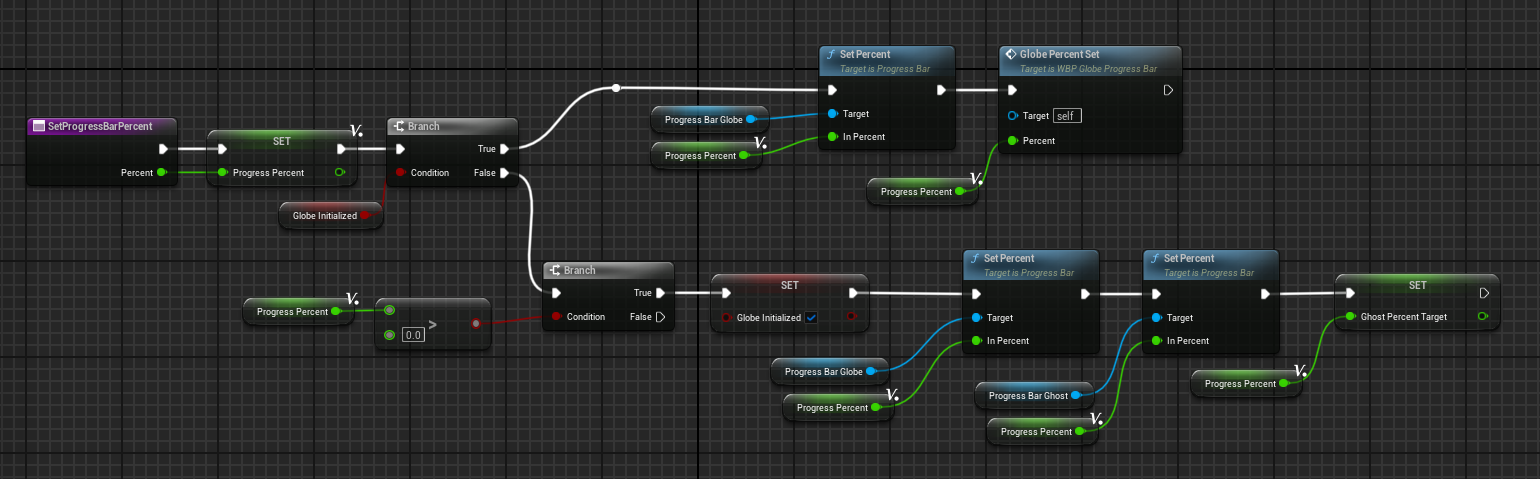 SetProgressBarPercent
Percent
SET
Progress Percent
V.
Globe Initialized
Branch
True
Condition
False
Progress Bar Globe
Progress Percent
V.
Set Percent
Target is Progress Bar
Target
In Percent
Progress Percent
V.
Globe Percent Set
Target is WBP Globe Progress Bar
Target self
Percent
Progress Percent
V.
0.0
>
Branch
True
Condition
False
SET
Globe Initialized
Progress Bar Globe
Progress Percent
V.
Set Percent
Target is Progress Bar
Target
In Percent
Progress Bar Ghost
Progress Percent
V.
Set Percent
Target is Progress Bar
Target
In Percent
Progress Percent
V.
SET
Ghost Percent Target